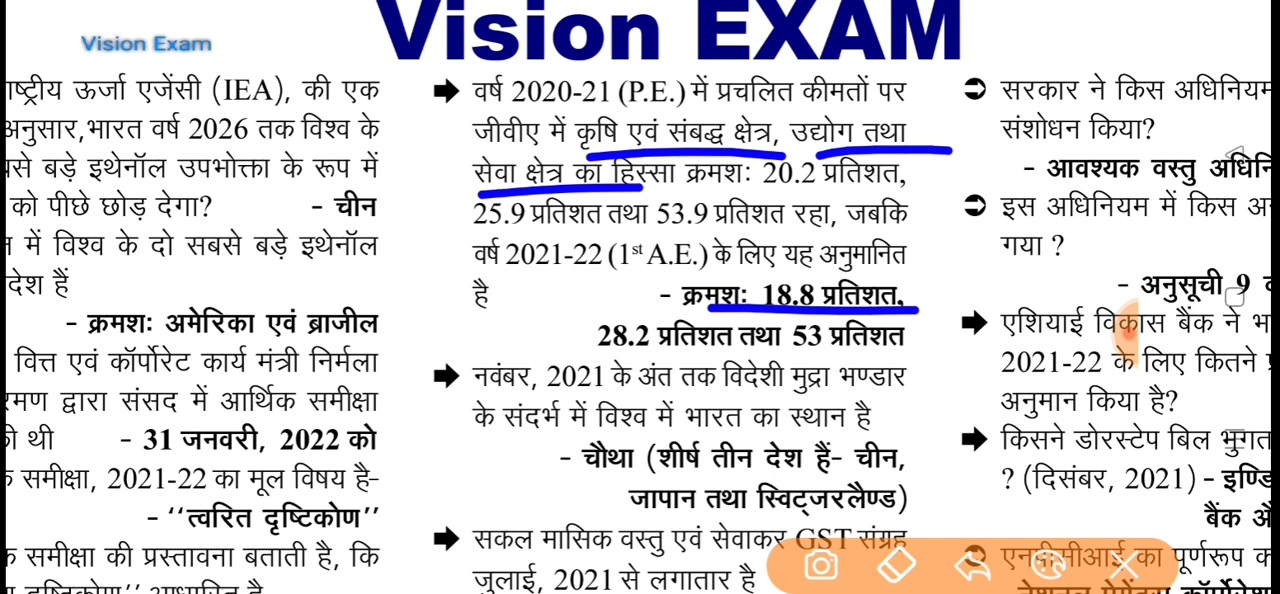 Vision EXAM
Vision Exam
ऊर्जा एजेंसी (IEA), की एक
अनुसार,भारत वर्ष 2026 तक विश्व के
बड़े इथेनॉल उपभोक्ता के रूप में
को पीछे छोड़ देगा? - चीन
में विश्व के दो सबसे बड़े इथेनॉल
देश हैं
- क्रमशः अमेरिका एवं ब्राजील
वित्त एवं कॉर्पोरेट कार्य मंत्री निर्मला
द्वारा संसद में आर्थिक समीक्षा
थी - 31 जनवरी, 2022 को
समीक्षा, 2021-22 का मूल विषय है-
- ‘‘त्वरित दृष्टिकोण’’
समीक्षा की प्रस्तावना बताती है, कि
➡ वर्ष 2020-21 (P.E.) में प्रचलित कीमतों पर
जीवीए में कृषि एवं संबद्ध क्षेत्र, उद्योग तथा
सेवा क्षेत्र का हिस्सा क्रमशः 20.2 प्रतिशत,
25.9 प्रतिशत तथा 53.9 प्रतिशत रहा, जबकि
वर्ष 2021-22 (1st A.E.) के लिए यह अनुमानित
है - क्रमशः 18.8 प्रतिशत,
28.2 प्रतिशत तथा 53 प्रतिशत
➡ नवंबर, 2021 के अंत तक विदेशी मुद्रा भण्डार
के संदर्भ में विश्व में भारत का स्थान है
- चौथा (शीर्ष तीन देश हैं- चीन,
जापान तथा स्विट्जरलैण्ड)
➡ सकल मासिक वस्तु एवं सेवाकर GST संग्रह
जुलाई, 2021 से लगातार है
➲ सरकार ने किस अधिनियम
संशोधन किया?
- आवश्यक वस्तु
➲ इस अधिनियम में किस
गया ?
- अनुसूची 9
➡ एशियाई विकास बैंक ने
2021-22 के लिए कितने
अनुमान किया है?
➡ किसने डोरस्टेप बिल
? (दिसंबर, 2021) -
बैंक
➲ एनपीसीआई का पूर्णरूप